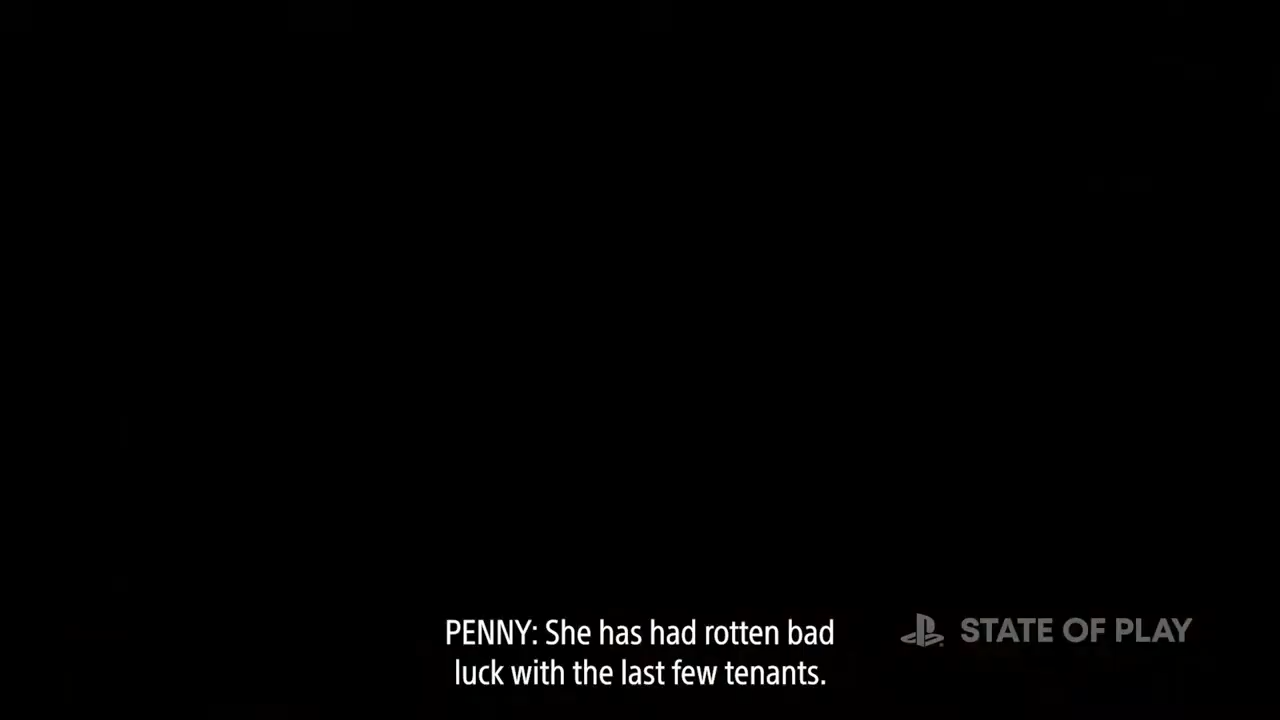 PENNY: She has had rotten bad
luck with the last few tenants.
STATE OF PLAY